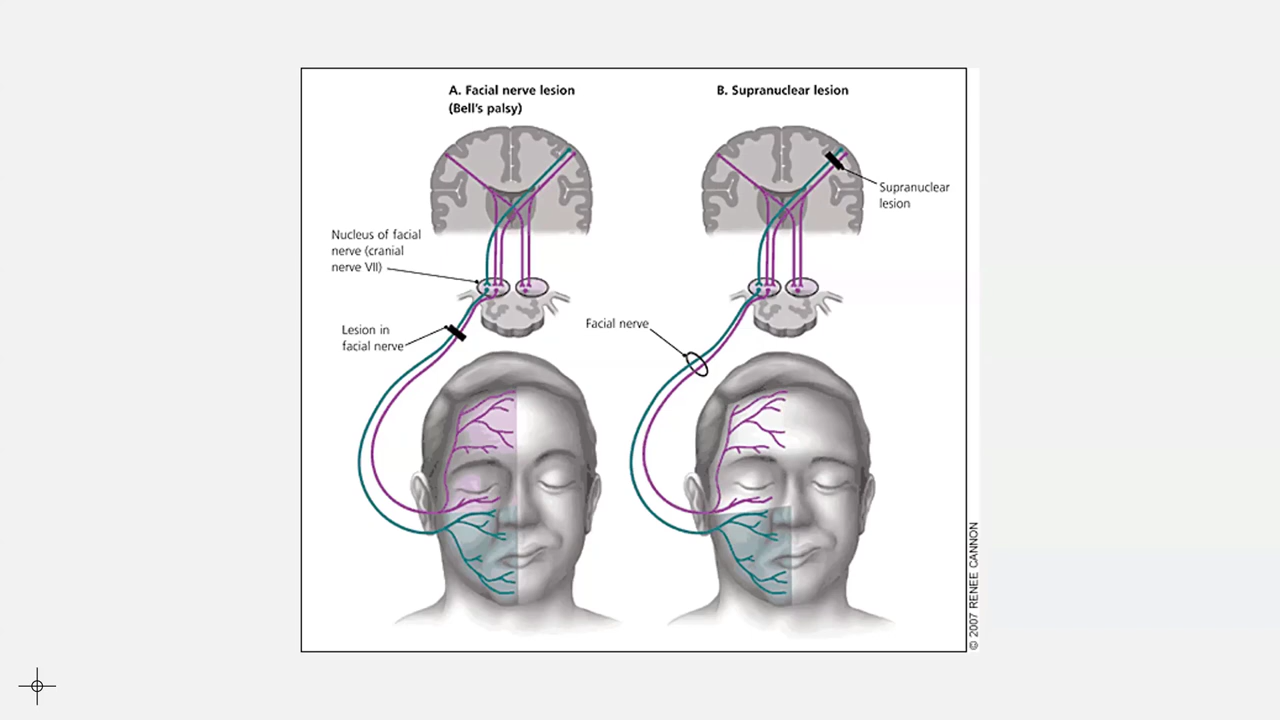 A. Facial nerve lesion
(Bell's palsy)
B. Supranuclear lesion
Supranuclear
lesion
Nucleus of facial
nerve (cranial
nerve VII)
Lesion in
facial nerve
Facial nerve
© 2007 RENEE CANNON